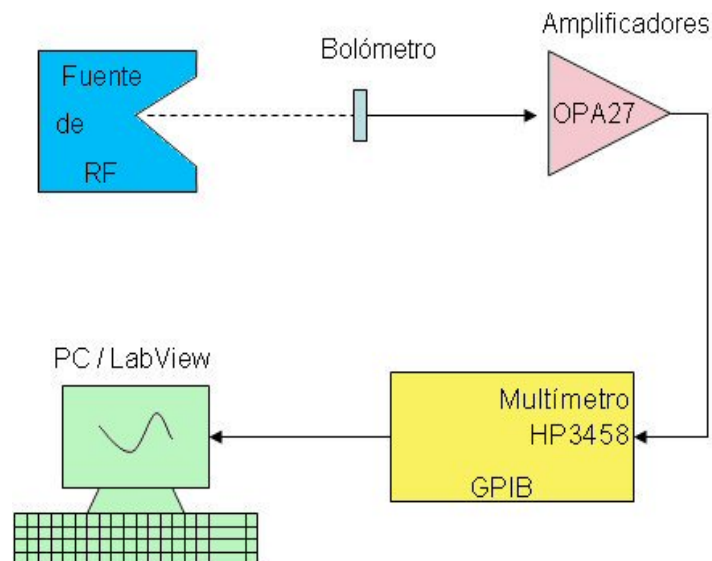 Amplificadores
Bolómetro
Fuente
de
RF
OPA27
PC / LabView
Multímetro
HP3458
GPIB